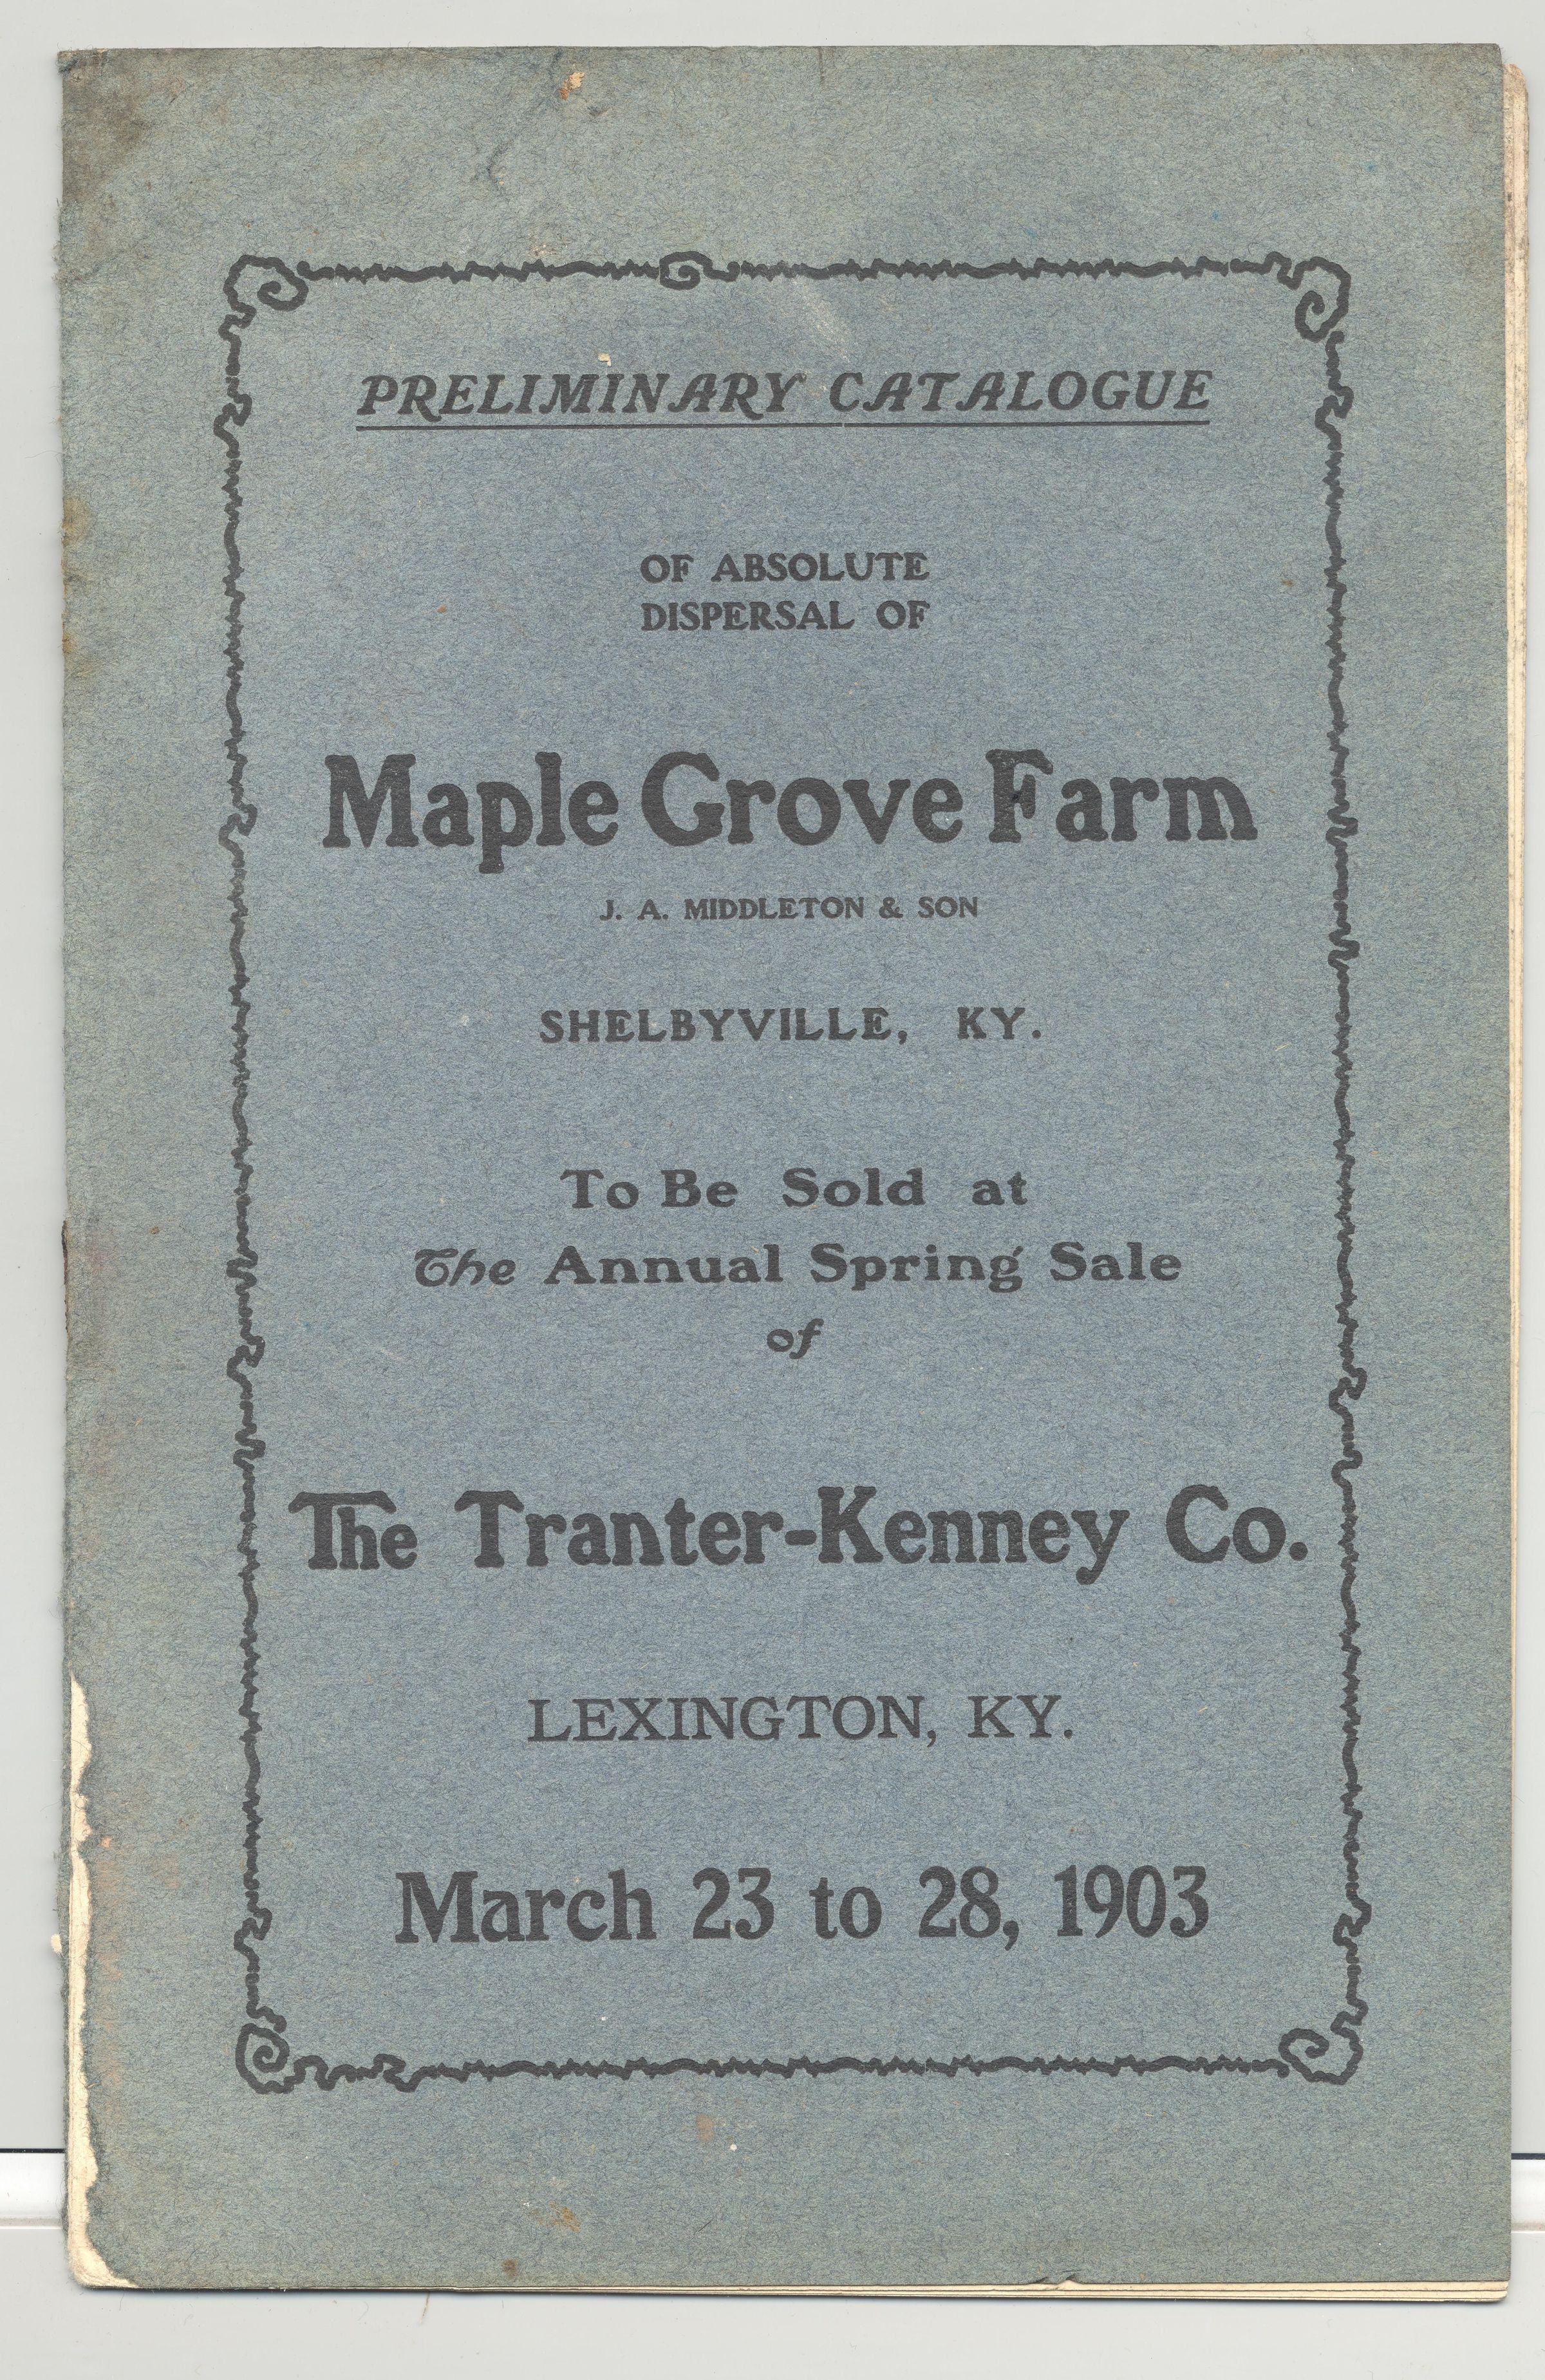 PRELIMINARY CATALOGUE
OF ABSOLUTE
DISPERSAL OF
Maple Grove Farm
J. A. MIDDLETON & SON
SHELBYVILLE, KY.
To Be Sold at
The Annual Spring Sale
of
The Tranter-Kenney Co.
LEXINGTON, KY.
March 23 to 28, 1903